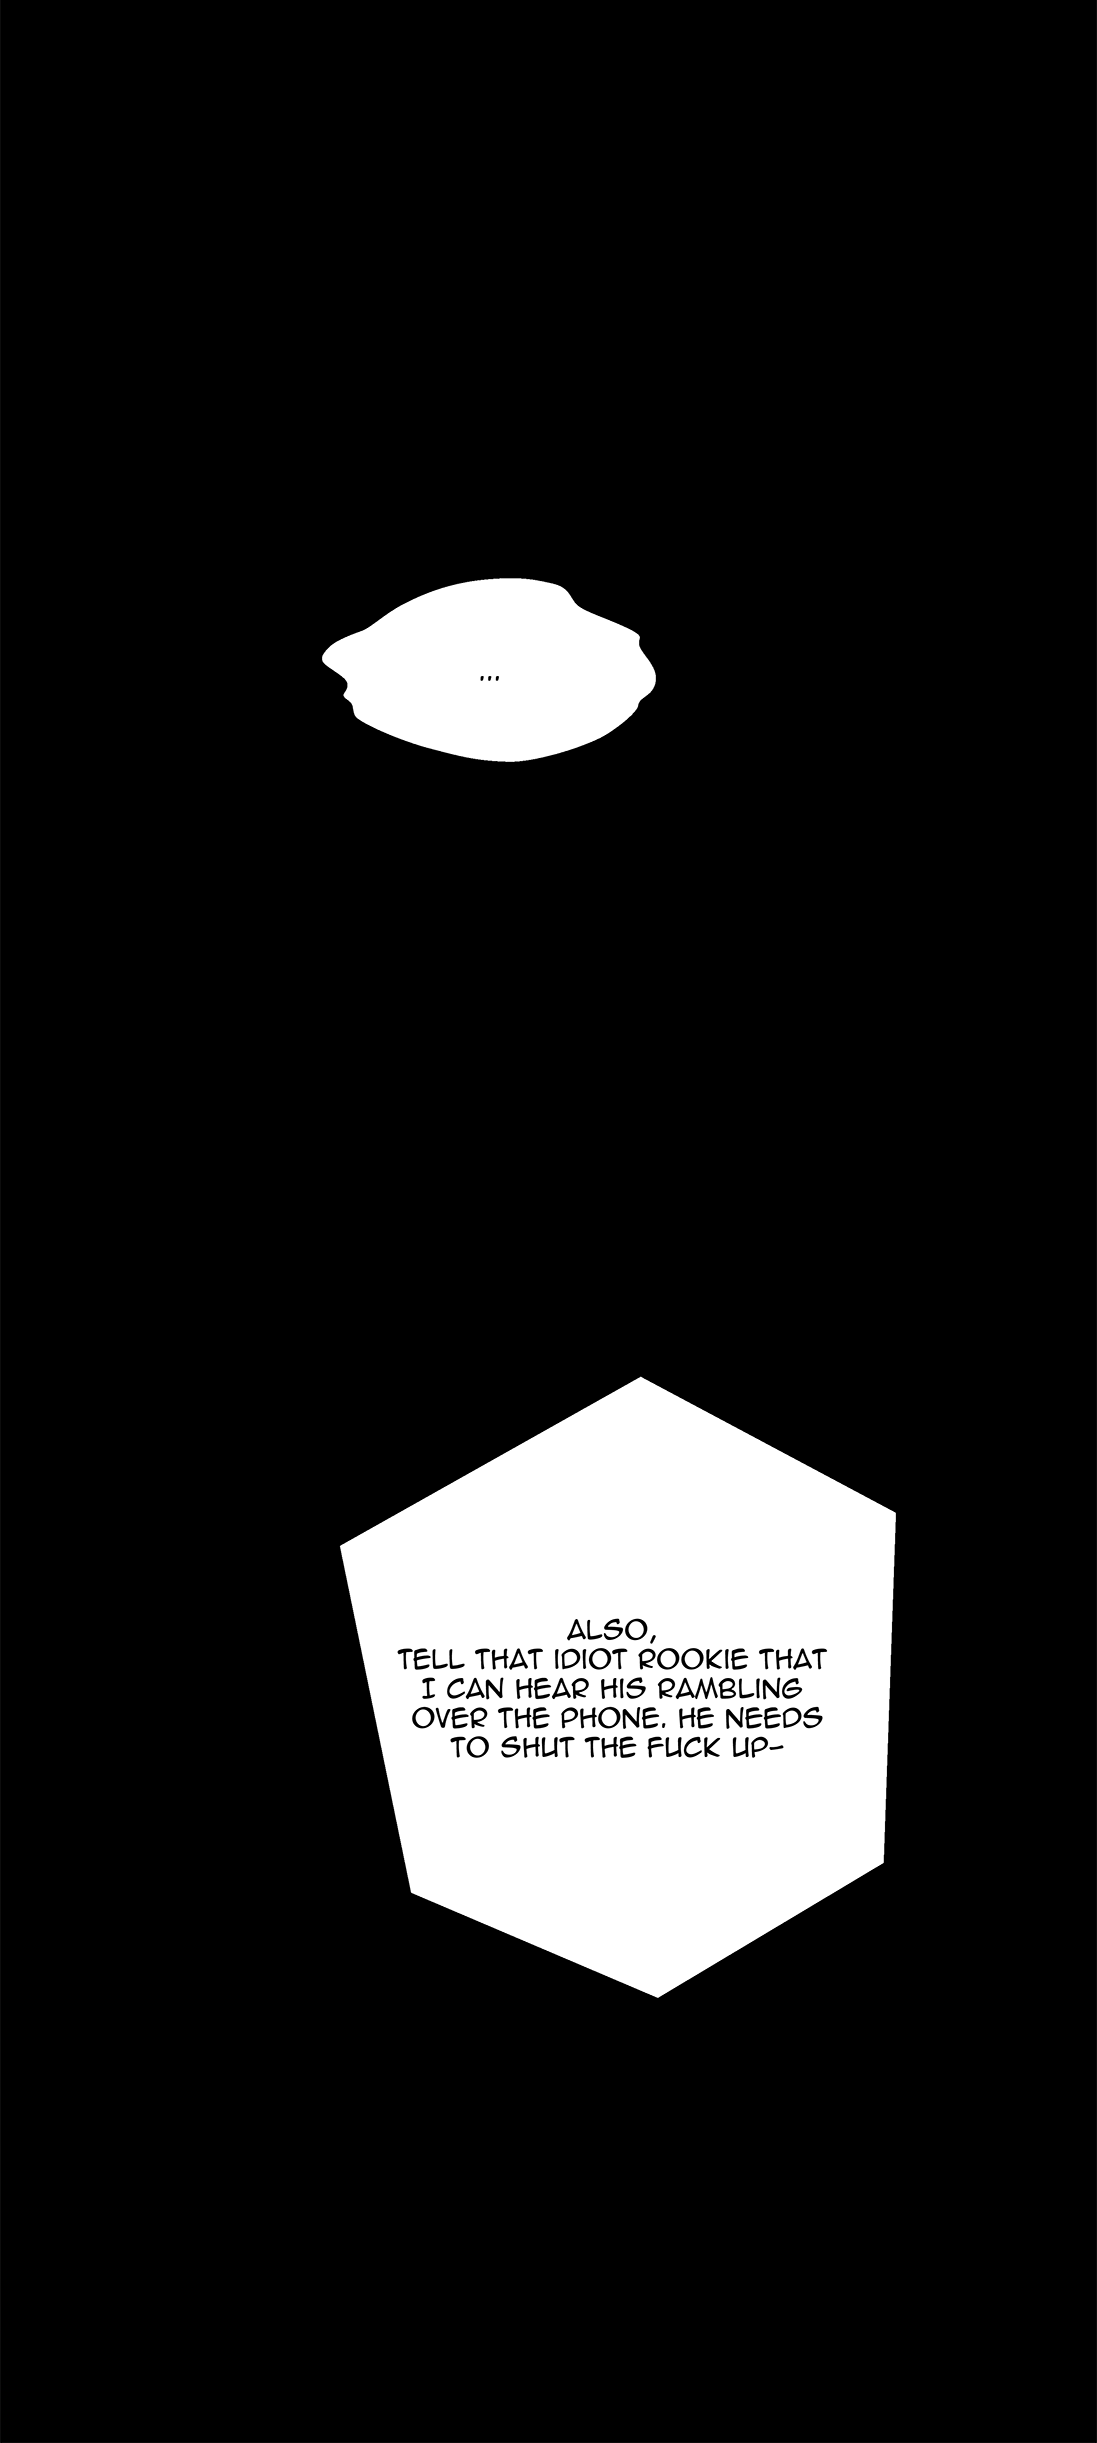 ...
ALSO,
TELL THAT IDIOT ROOKIE THAT
I CAN HEAR HIS RAMBLING
OVER THE PHONE. HE NEEDS
TO SHUT THE FUCK UP-